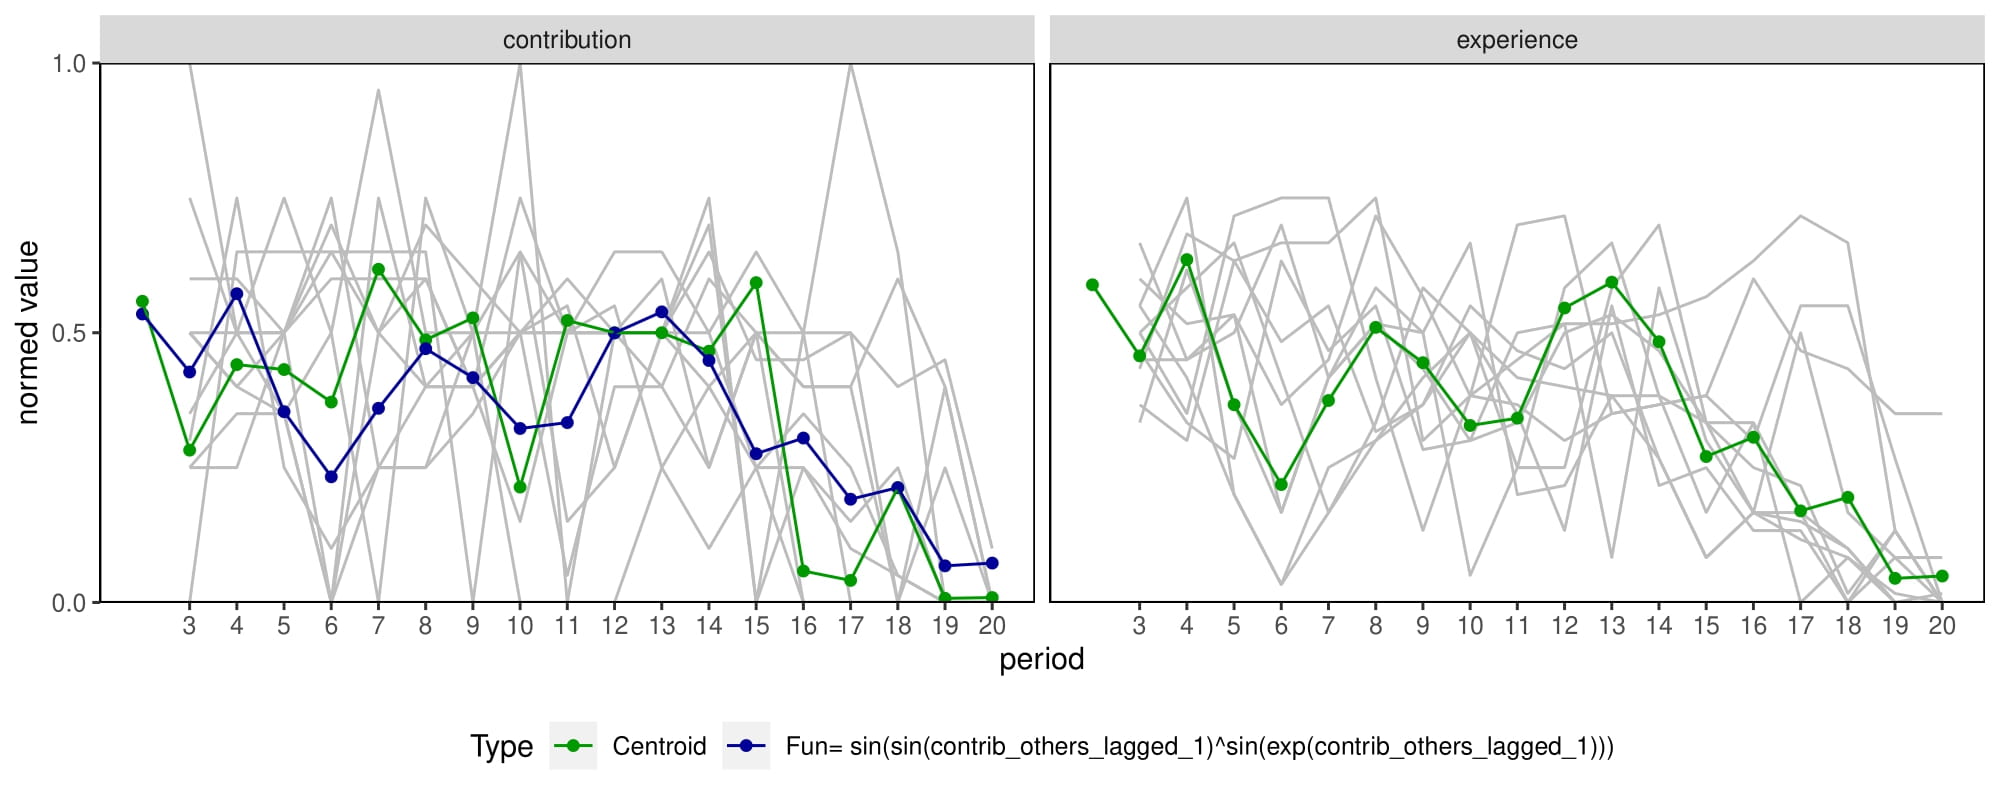 contribution
experience
normed value
1.0
0.5
0.0
3 4 5 6 7 8 9 10 11 12 13 14 15 16 17 18 19 20
3 4 5 6 7 8 9 10 11 12 13 14 15 16 17 18 19 20
period
Type Centroid Fun= sin(sin(contrib_others_lagged_1)^sin(exp(contrib_others_lagged_1)))